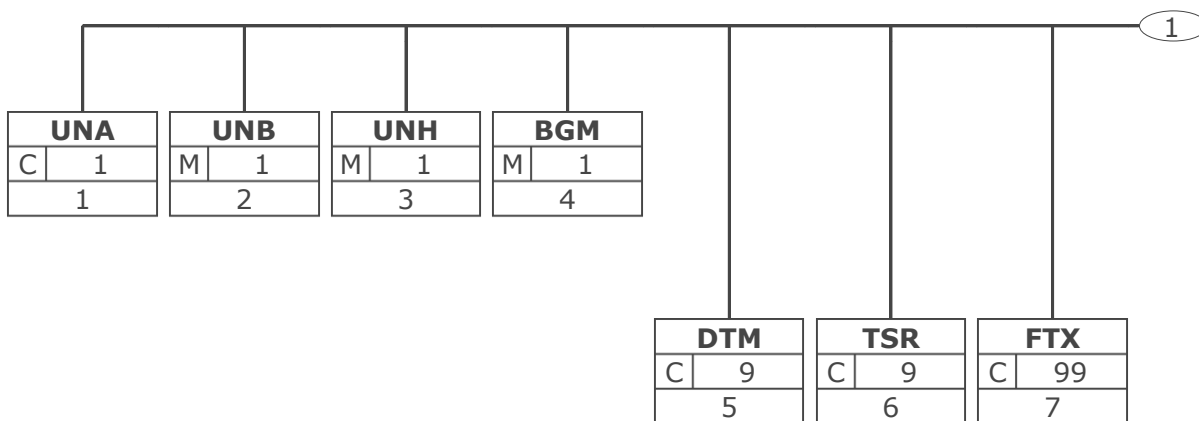 1
UNA UNB UNH BGM
C 1 M 1 M 1 M 1
1 2 3 4
DTM TSR FTX
C 9 C 9 C 99
5 6 7